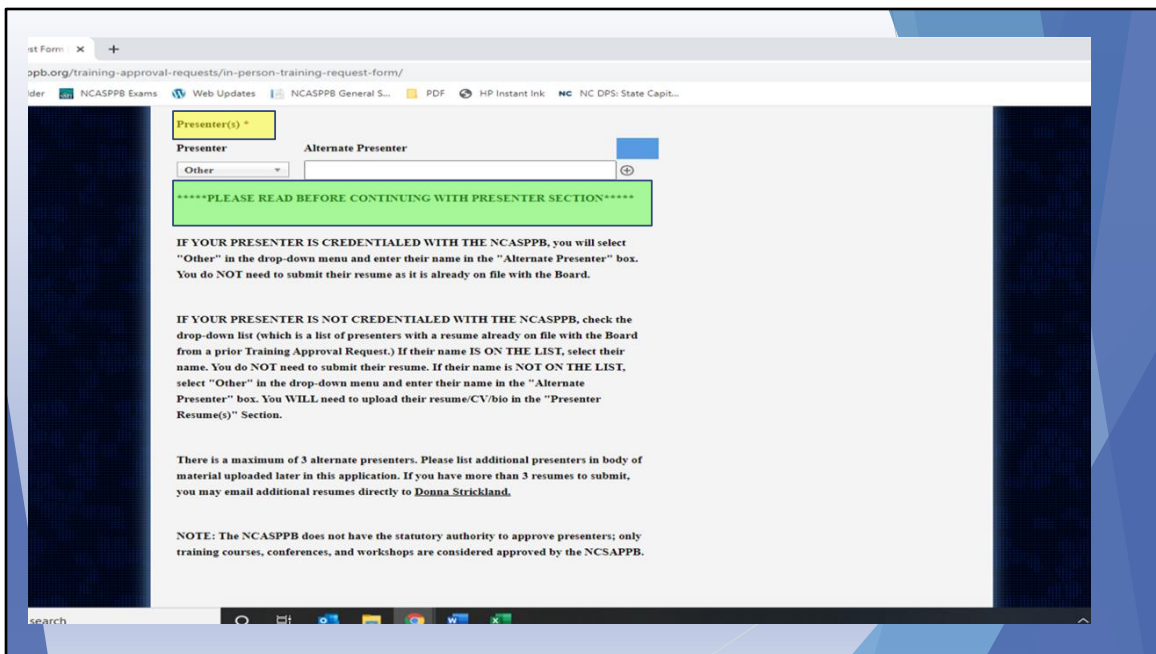 est Form
ppb.org/training-approval-requests/in-person-training-request-form/
der NCASPPB Exams Web Updates NCASPPB General S... PDF HP Instant Ink NC NC DPS: State Capit...
Presenter(s) *
Presenter Alternate Presenter
Other
*****PLEASE READ BEFORE CONTINUING WITH PRESENTER SECTION*****
IF YOUR PRESENTER IS CREDENTIALED WITH THE NCASPPB, you will select
"Other" in the drop-down menu and enter their name in the "Alternate Presenter" box.
You do NOT need to submit their resume as it is already on file with the Board.
IF YOUR PRESENTER IS NOT CREDENTIALED WITH THE NCASPPB, check the
drop-down list (which is a list of presenters with a resume already on file with the Board
from a prior Training Approval Request.) If their name IS ON THE LIST, select their
name. You do NOT need to submit their resume. If their name is NOT ON THE LIST,
select "Other" in the drop-down menu and enter their name in the "Alternate
Presenter" box. You WILL need to upload their resume/CV/bio in the "Presenter
Resume(s)" Section.
There is a maximum of 3 alternate presenters. Please list additional presenters in body of
material uploaded later in this application. If you have more than 3 resumes to submit,
you may email additional resumes directly to Donna Strickland.
NOTE: The NCASPPB does not have the statutory authority to approve presenters; only
training courses, conferences, and workshops are considered approved by the NCSAPPB.
search